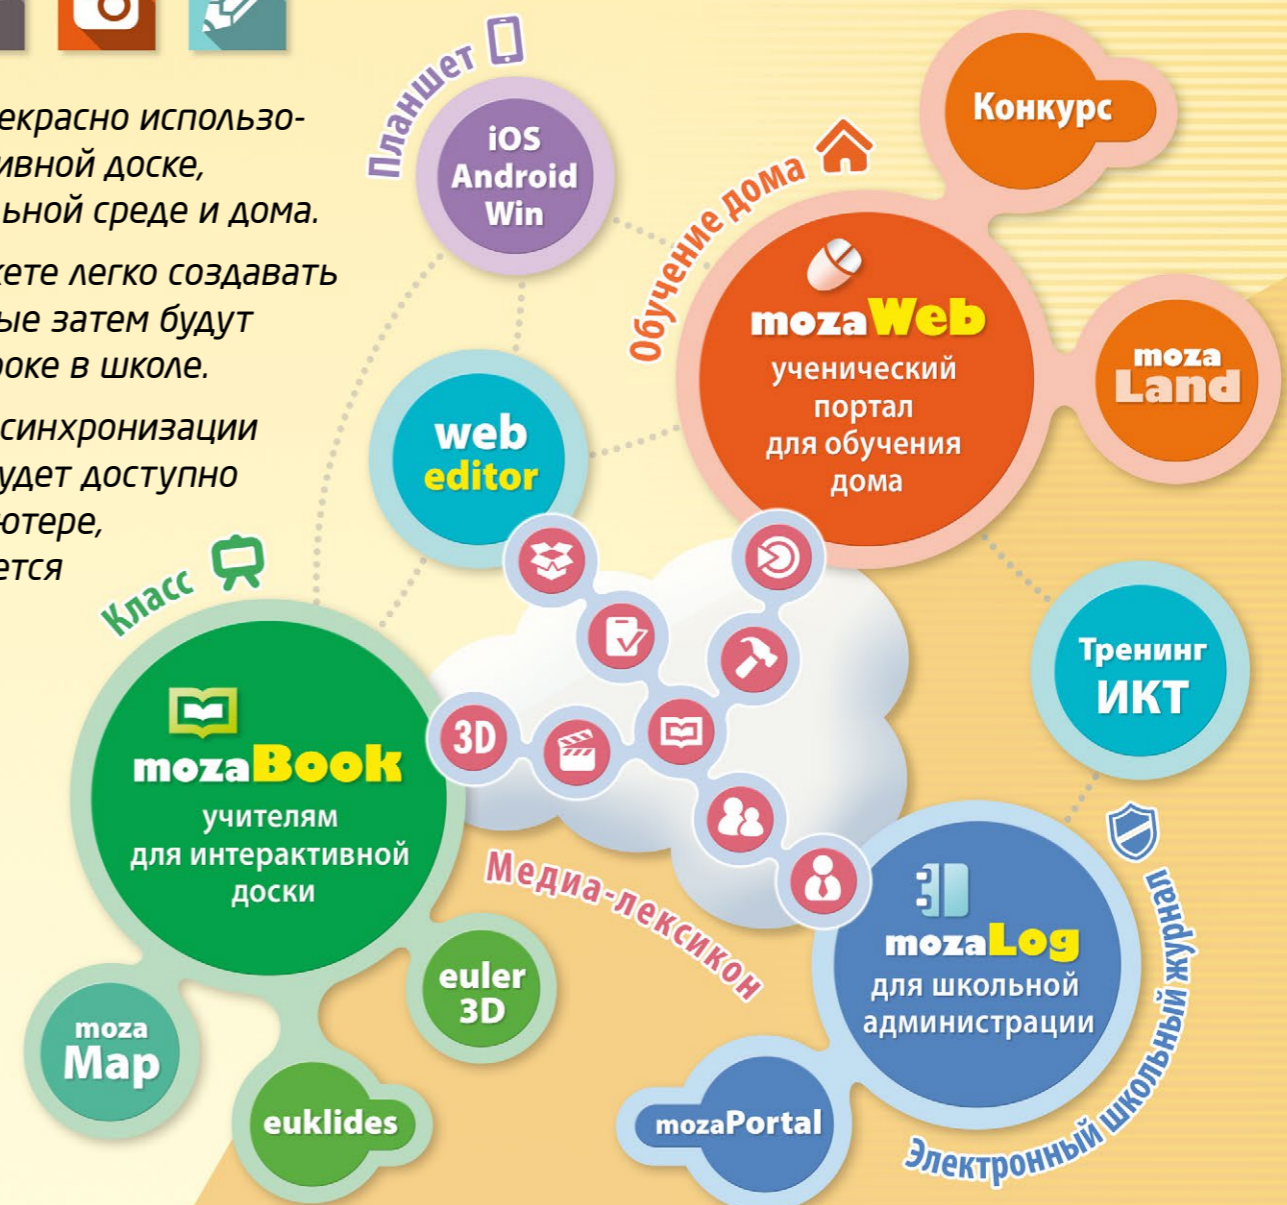 екрасно использо-
ивной доске,
льной среде и дома.
кете легко создавать
ые затем будут
роке в школе.
синхронизации
удет доступно
ютере,
ется
Планшет
iOS
Android
Win
Обучение дома
Конкурс
mozaWeb
ученический
портал
для обучения
дома
moza
Land
web
editor
Класс
mozaBook
учителям
для интерактивной
доски
3D
Медиа-лексикон
Тренинг
ИКТ
mozaLog
для школьной
администрации
Электронный школьный журнал
euler
3D
moza
Map
euklides
mozaPortal